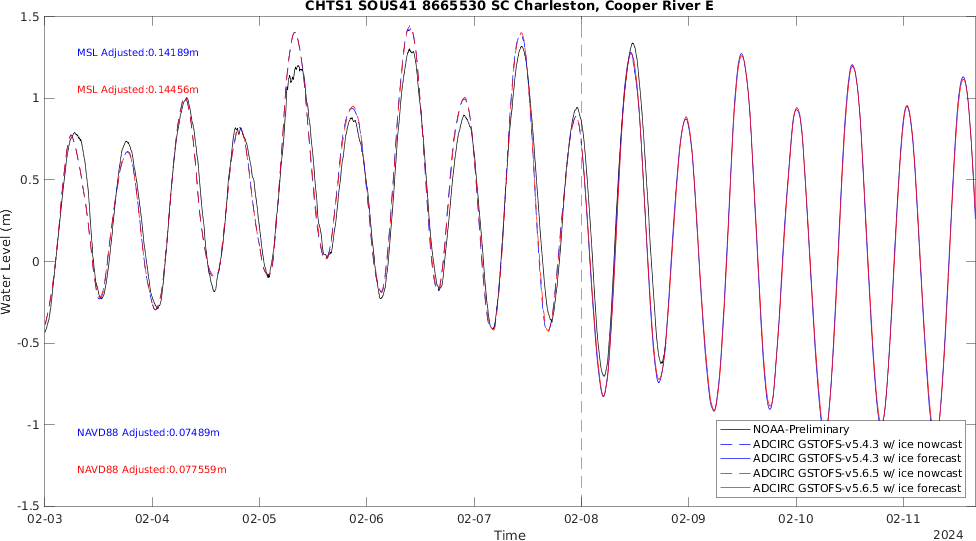 CHTS1 SOUS41 8665530 SC Charleston, Cooper River E
1.5
MSL Adjusted:0.14189m
MSL Adjusted:0.14456m
1
0.5
0
-0.5
-1
-1.5
Water Level (m)
NAVD88 Adjusted:0.07489m
NAVD88 Adjusted:0.077559m
NOAA-Preliminary
ADCIRC GSTOFS-v5.4.3 w/ ice nowcast
ADCIRC GSTOFS-v5.4.3 w/ ice forecast
ADCIRC GSTOFS-v5.6.5 w/ ice nowcast
ADCIRC GSTOFS-v5.6.5 w/ ice forecast
02-03 02-04 02-05 02-06 02-07 02-08 02-09 02-10 02-11
Time
2024